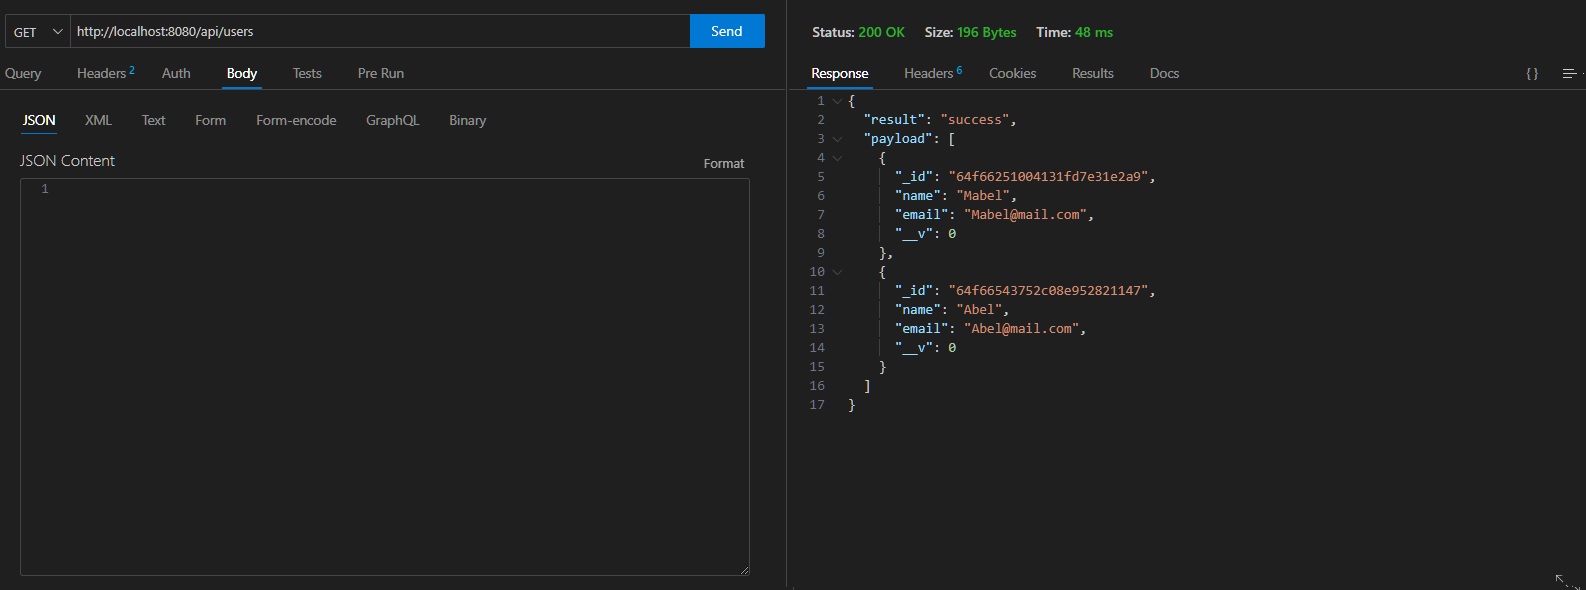 GET http://localhost:8080/api/users Send
Query Headers 2 Auth Body Tests Pre Run
JSON XML Text Form Form-encode GraphQL Binary
JSON Content Format
1
Status: 200 OK Size: 196 Bytes Time: 48 ms
Response Headers 6 Cookies Results Docs { }
1 {
2 "result": "success",
3 "payload": [
4 {
5 "_id": "64f66251004131fd7e31e2a9",
6 "name": "Mabel",
7 "email": "Mabel@mail.com",
8 "__v": 0
9 },
10 {
11 "_id": "64f66543752c08e952821147",
12 "name": "Abel",
13 "email": "Abel@mail.com",
14 "__v": 0
15 }
16 ]
17 }